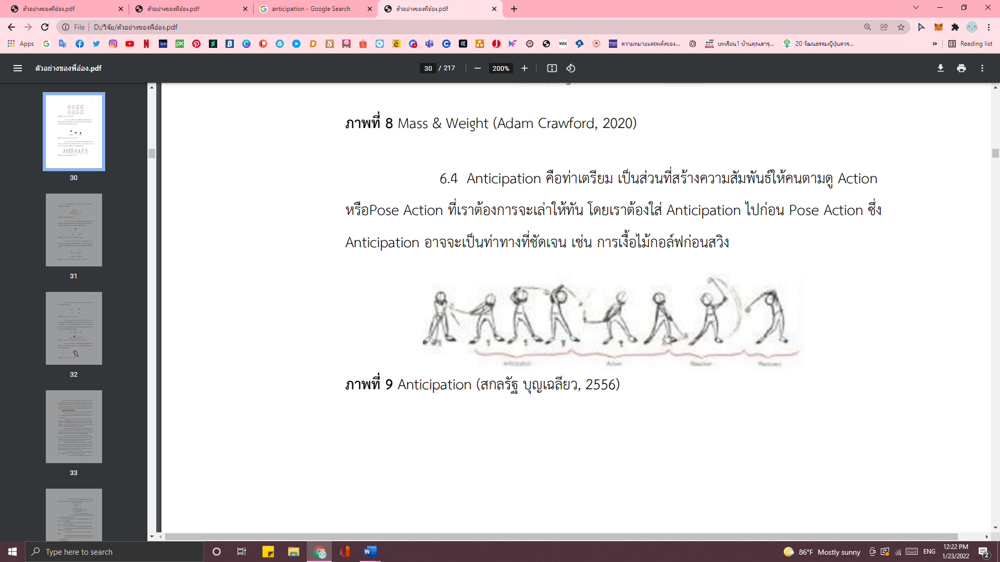 ตัวอย่างของพี่อ๋อง.pdf
ตัวอย่างของพี่อ๋อง.pdf
anticipation - Google Search
ตัวอย่างของพี่อ๋อง.pdf
File
D:/วิจัย/ตัวอย่างของพี่อ๋อง.pdf
Apps
ความหมายและพลังของ...
บทเรียน1 บ้านคุณฮารุ...
20 วัฒนธรรมญี่ปุ่นควร...
»
Reading list
ตัวอย่างของพี่อ๋อง.pdf
30 / 217
200%
30
31
32
33
ภาพที่ 8 Mass & Weight (Adam Crawford, 2020)
6.4 Anticipation คือท่าเตรียม เป็นส่วนที่สร้างความสัมพันธ์ให้คนตามดู Action
หรือPose Action ที่เราต้องการจะเล่าให้ทัน โดยเราต้องใส่ Anticipation ไปก่อน Pose Action ซึ่ง
Anticipation อาจจะเป็นท่าทางที่ชัดเจน เช่น การเงื้อไม้กอล์ฟก่อนสวิง
ภาพที่ 9 Anticipation (สกลรัฐ บุญเฉลียว, 2556)
Type here to search
86°F Mostly sunny
ENG
12:22 PM
1/23/2022
2